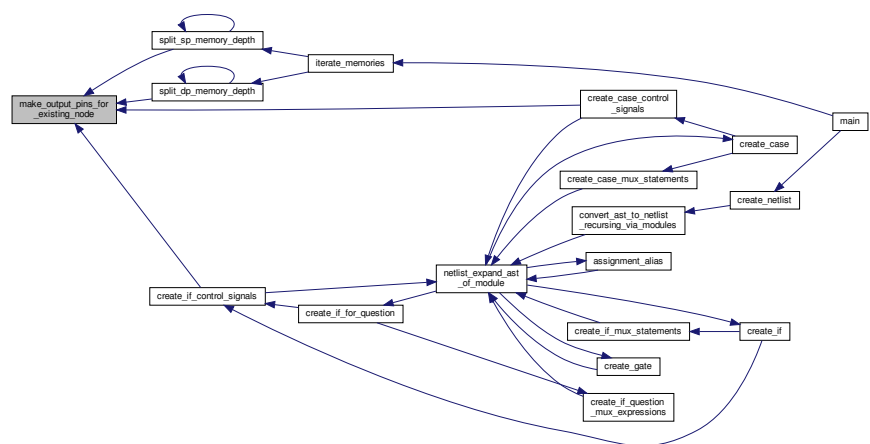 split_sp_memory_depth
iterate_memories
split_dp_memory_depth
make_output_pins_for
_existing_node
create_case_control
_signals
main
create_case
create_case_mux_statements
create_netlist
convert_ast_to_netlist
_recursing_via_modules
assignment_alias
netlist_expand_ast
_of_module
create_if_control_signals
create_if_for_question
create_if_mux_statements
create_if
create_gate
create_if_question
_mux_expressions